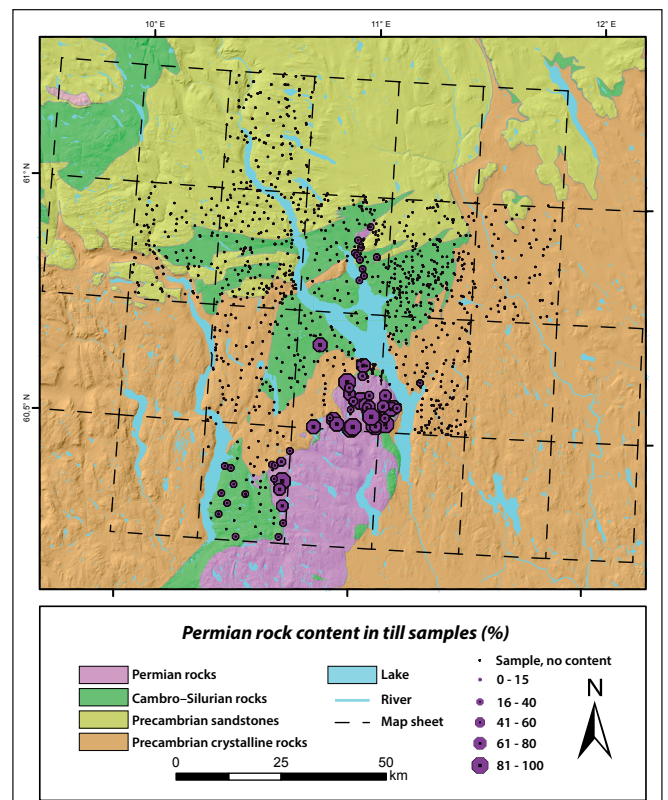 10° E
11° E
12° E
61° N
60.5° N
Permian rock content in till samples (%)
Permian rocks
Cambro–Silurian rocks
Precambrian sandstones
Precambrian crystalline rocks
Lake
River
Map sheet
Sample, no content
0 - 15
16 - 40
41 - 60
61 - 80
81 - 100
N
0 25 50
km